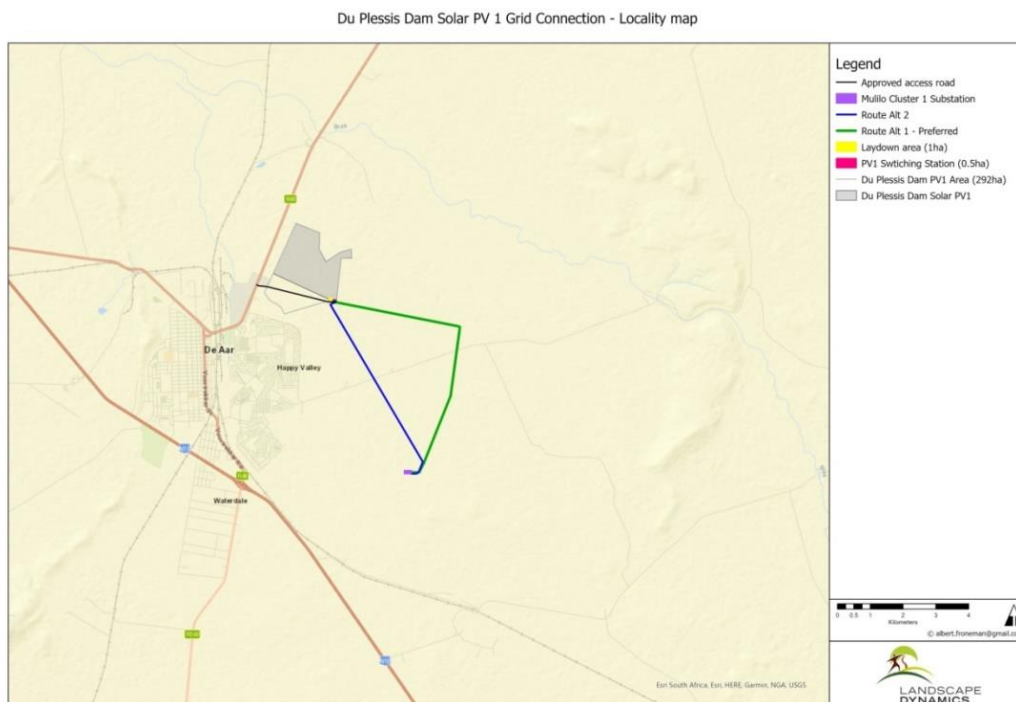 Du Plessis Dam Solar PV 1 Grid Connection - Locality map
Legend
Approved access road
Mulilo Cluster 1 Substation
Route Alt 2
Route Alt 1 - Preferred
Laydown area (1ha)
PV1 Swtiching Station (0.5ha)
Du Plessis Dam PV1 Area (292ha)
Du Plessis Dam Solar PV1
De Aar
Happy Valley
Waterdale
0 0.5 1 2 3 4
Kilometers
© albert.froneman@gmail.co
Esri South Africa, Esri, HERE, Garmin, NGA, USGS
LANDSCAPE
DYNAMICS